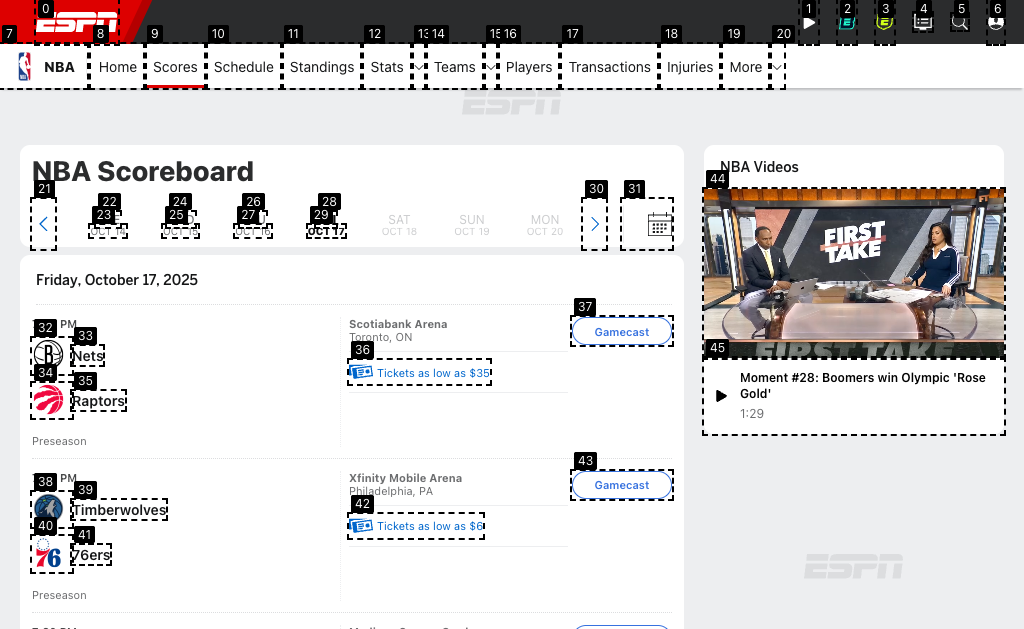 ESPN
NBA
Home
Scores
Schedule
Standings
Stats
Teams
Players
Transactions
Injuries
More
ESPN
NBA Scoreboard
OCT 14
OCT 15
OCT 16
OCT 17
SAT
OCT 18
SUN
OCT 19
MON
OCT 20
Friday, October 17, 2025
PM
Nets
Raptors
Preseason
Scotiabank Arena
Toronto, ON
Tickets as low as $35
Gamecast
PM
Timberwolves
76ers
Preseason
Xfinity Mobile Arena
Philadelphia, PA
Tickets as low as $6
Gamecast
NBA Videos
FT
FIRST
TAKE
FIRST TAKE
Moment #28: Boomers win Olympic 'Rose
Gold'
1:29
ESPN
0
1
2
3
4
5
6
7
8
9
10
11
12
13
14
15
16
17
18
19
20
21
22
23
24
25
26
27
28
29
30
31
32
33
34
35
36
37
38
39
40
41
42
43
44
45